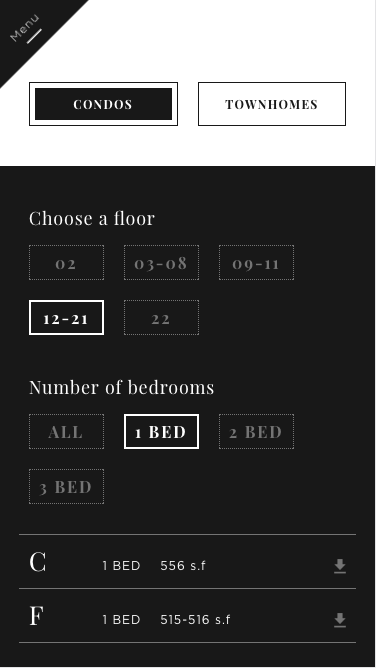 Menu
CONDOS TOWNHOMES
Choose a floor
02 03-08 09-11
12-21 22
Number of bedrooms
ALL 1 BED 2 BED
3 BED
C 1 BED 556 s.f
F 1 BED 515-516 s.f